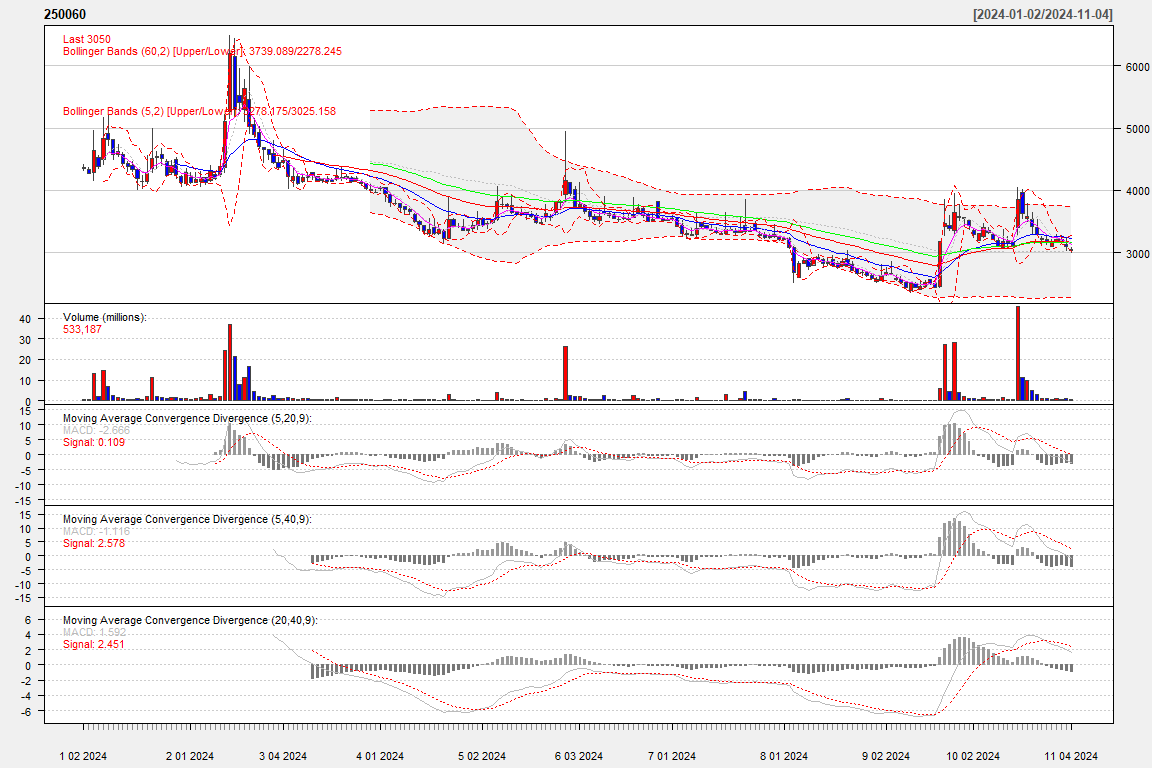 250060 [2024-01-02/2024-11-04]
Last 3050
Bollinger Bands (60,2) [Upper/Lower]: 3739.089/2278.245
Bollinger Bands (5,2) [Upper/Lower]: 3278.175/3025.158
6000
5000
4000
3000
Volume (millions):
533,187
40
30
20
10
0
Moving Average Convergence Divergence (5,20,9):
MACD: -2.666
Signal: 0.109
15
10
5
0
-5
-10
-15
Moving Average Convergence Divergence (5,40,9):
MACD: -1.116
Signal: 2.578
15
10
5
0
-5
-10
-15
Moving Average Convergence Divergence (20,40,9):
MACD: 1.592
Signal: 2.451
6
4
2
0
-2
-4
-6
1 02 2024 2 01 2024 3 04 2024 4 01 2024 5 02 2024 6 03 2024 7 01 2024 8 01 2024 9 02 2024 10 02 2024 11 04 2024